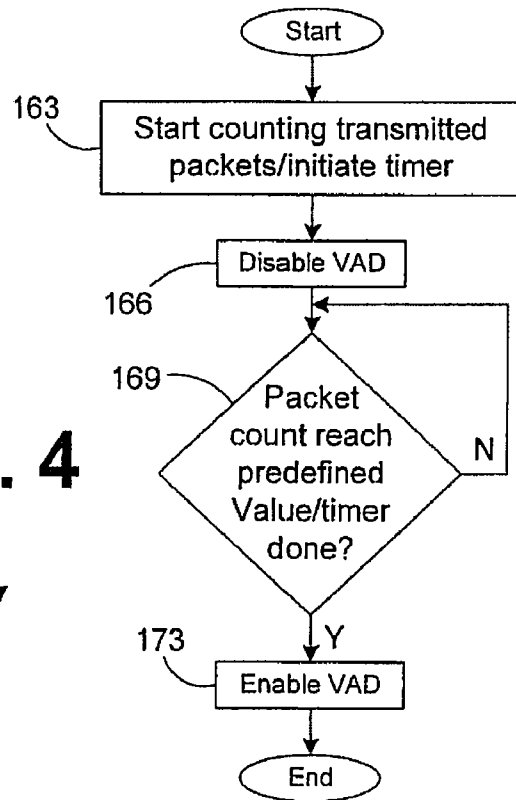 Start
163
Start counting transmitted
packets/initiate timer
Disable VAD
166
169
Packet
count reach
predefined
Value/timer
done?
N
. 4
Y
173
Enable VAD
End